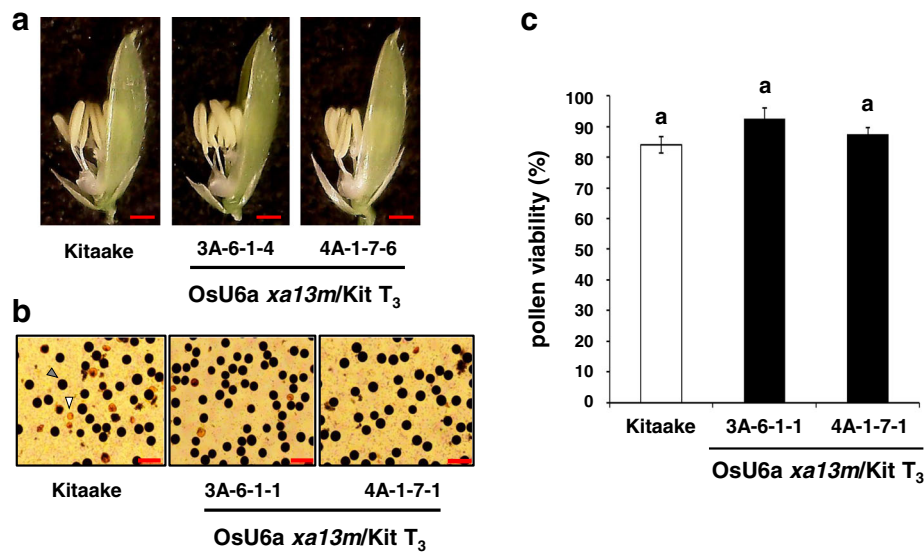 a
Kitaake
3A-6-1-4
4A-1-7-6
OsU6a xa13m/Kit T3
b
Kitaake
3A-6-1-1
4A-1-7-1
OsU6a xa13m/Kit T3
c
pollen viability (%)
100
90
80
70
60
50
40
30
20
10
0
a
a
a
Kitaake
3A-6-1-1
4A-1-7-1
OsU6a xa13m/Kit T3